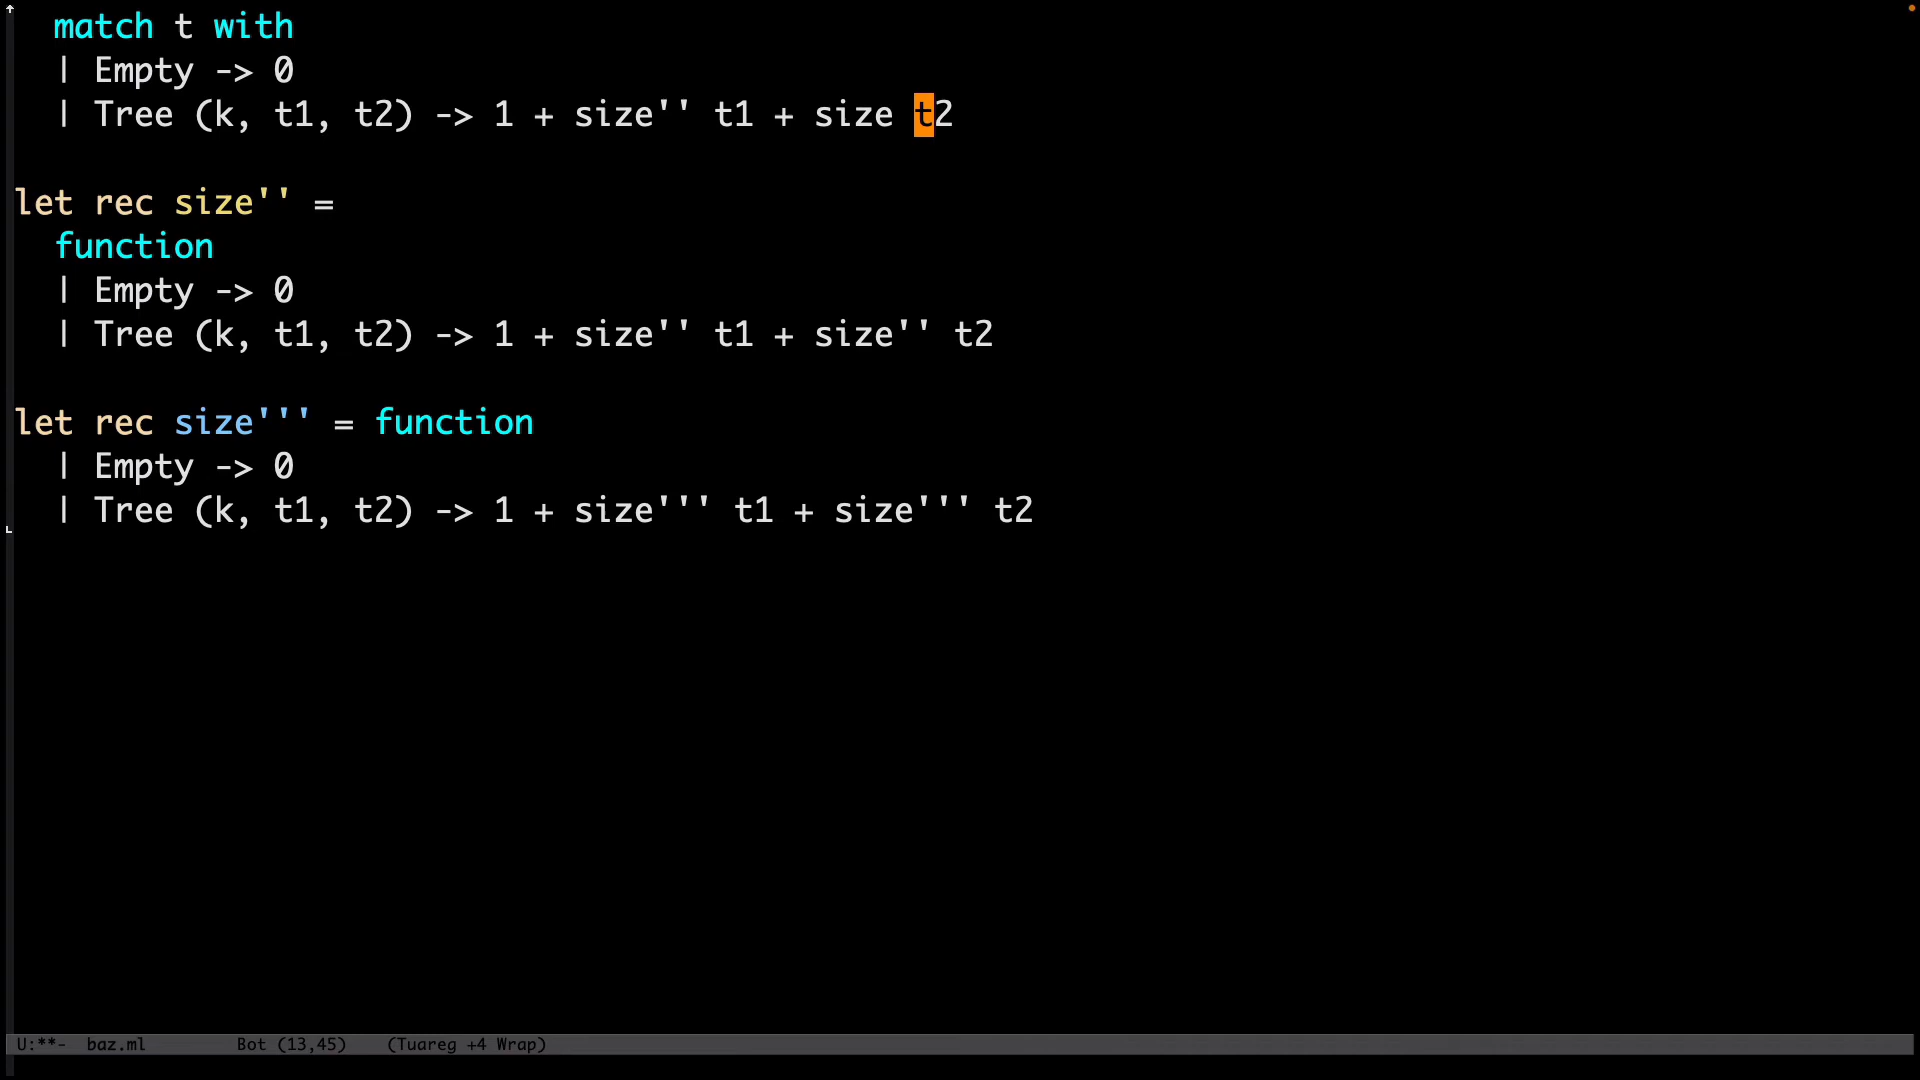 match t with
| Empty -> 0
| Tree (k, t1, t2) -> 1 + size'' t1 + size t2
let rec size'' =
function
| Empty -> 0
| Tree (k, t1, t2) -> 1 + size'' t1 + size'' t2
let rec size''' = function
| Empty -> 0
| Tree (k, t1, t2) -> 1 + size''' t1 + size''' t2
U:**- baz.ml Bot (13,45) (Tuareg +4 Wrap)